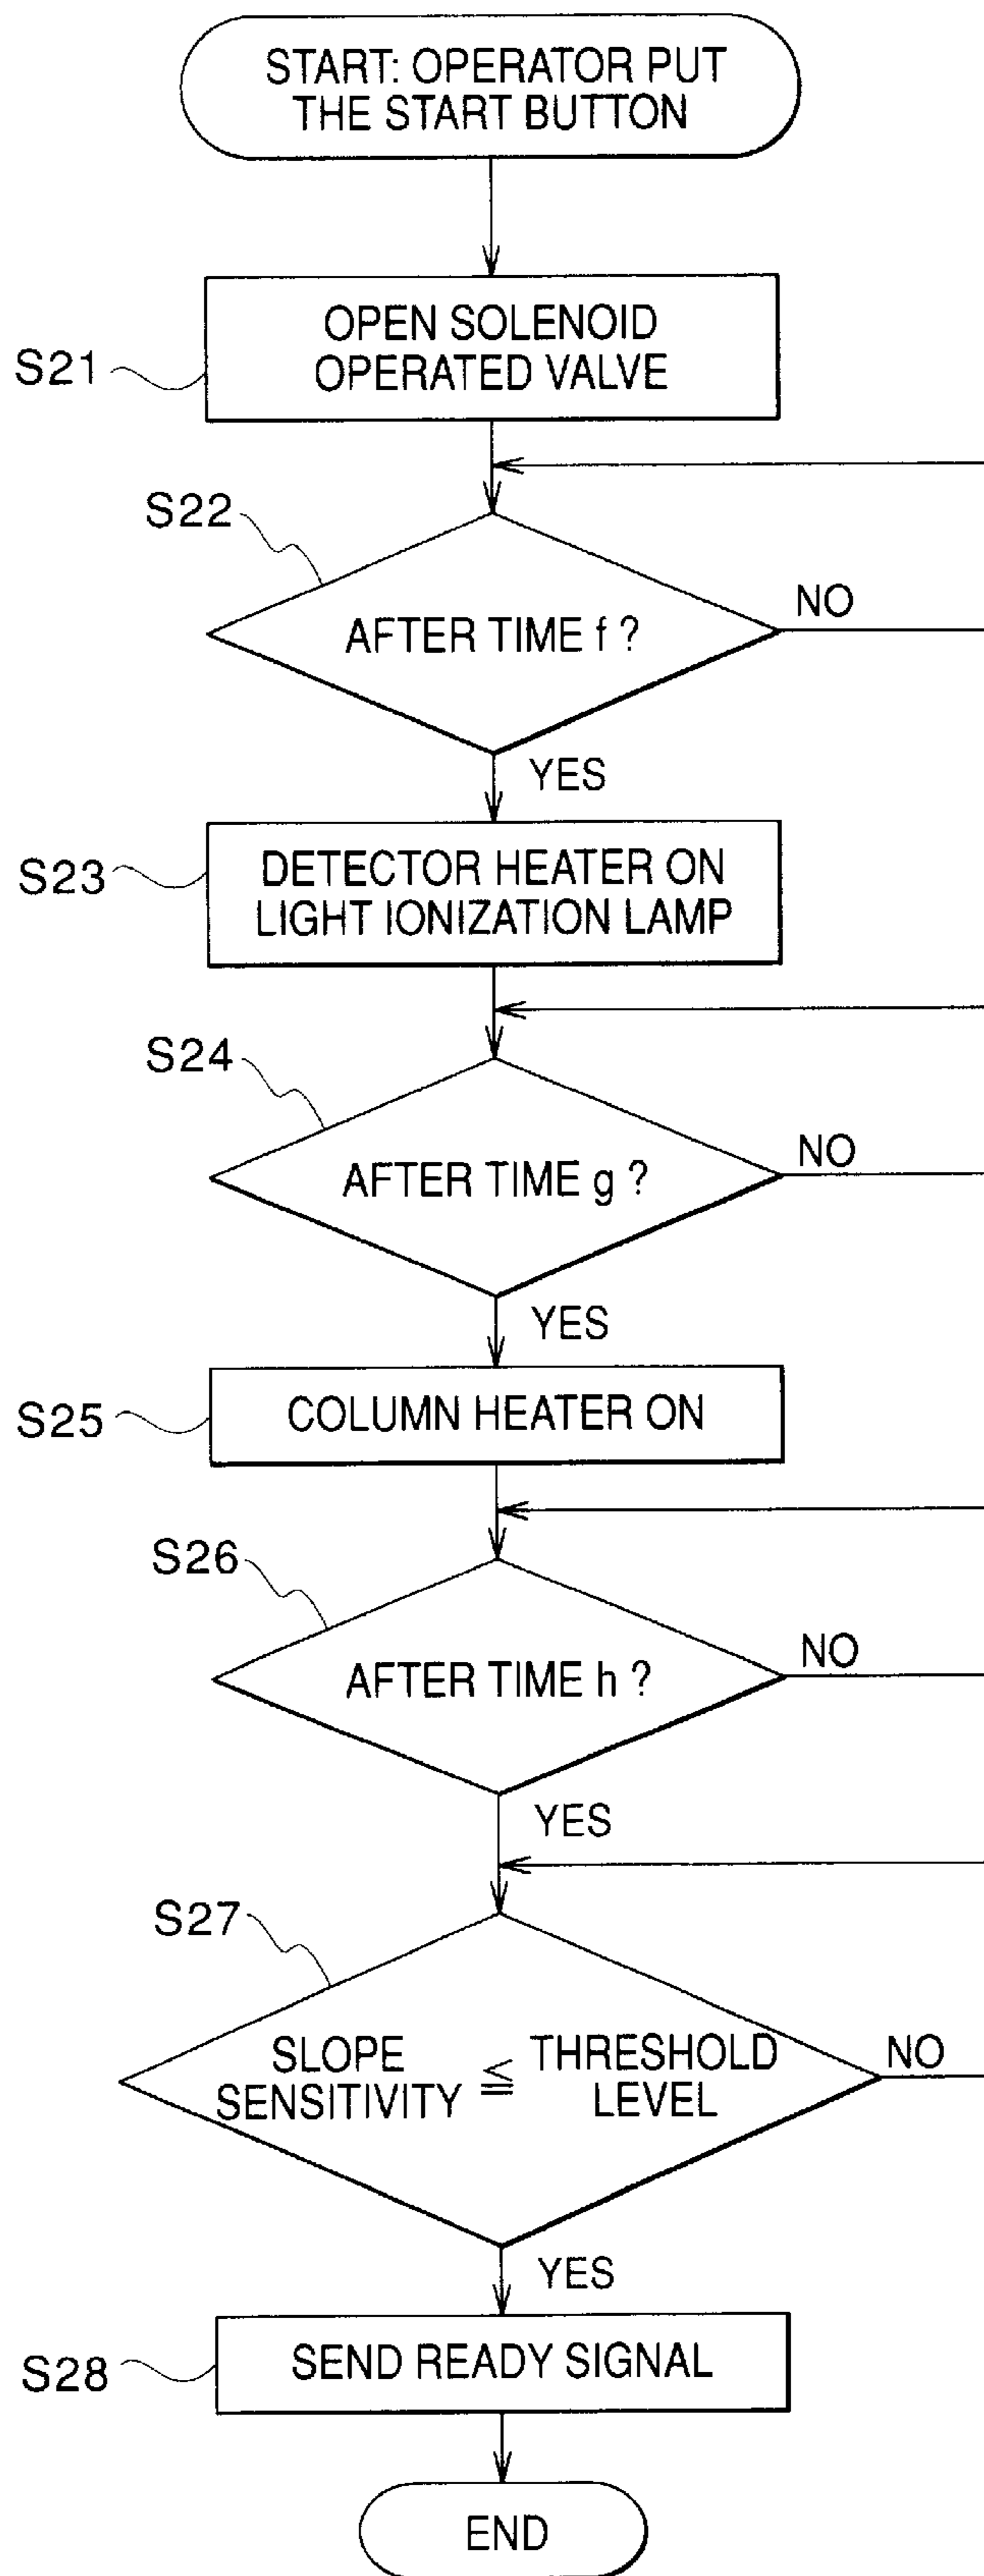 START: OPERATOR PUT
THE START BUTTON
S21
OPEN SOLENOID
OPERATED VALVE
S22
AFTER TIME f ?
NO
YES
S23
DETECTOR HEATER ON
LIGHT IONIZATION LAMP
S24
AFTER TIME g ?
NO
YES
S25
COLUMN HEATER ON
S26
AFTER TIME h ?
NO
YES
S27
SLOPE SENSITIVITY ≦ THRESHOLD LEVEL
NO
YES
S28
SEND READY SIGNAL
END